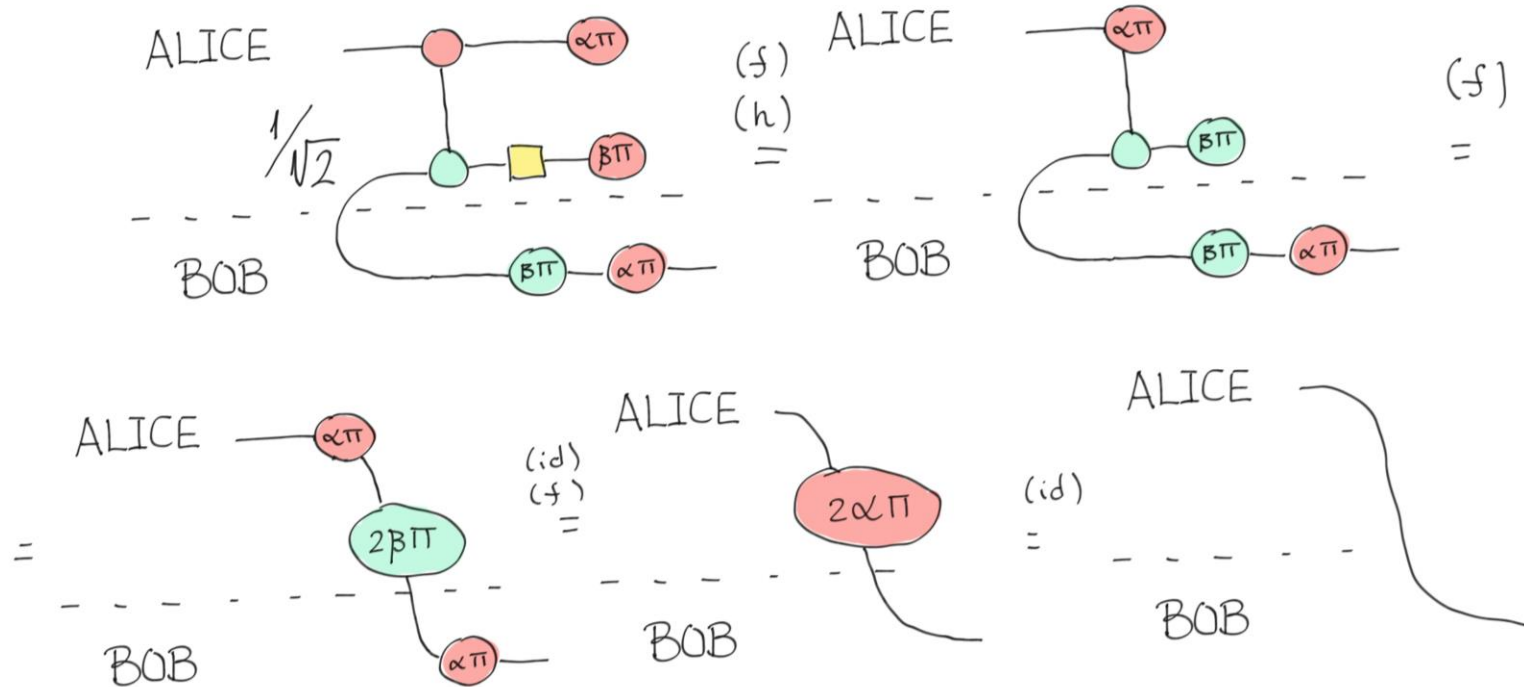 ALICE απ
1/√2 βπ
BOB βπ απ
(f)
(h)
=
ALICE απ
βπ
BOB βπ απ
(f)
=
=
ALICE απ
2βπ
BOB απ
(id)
(f)
=
ALICE
2απ
BOB
(id)
=
ALICE
BOB